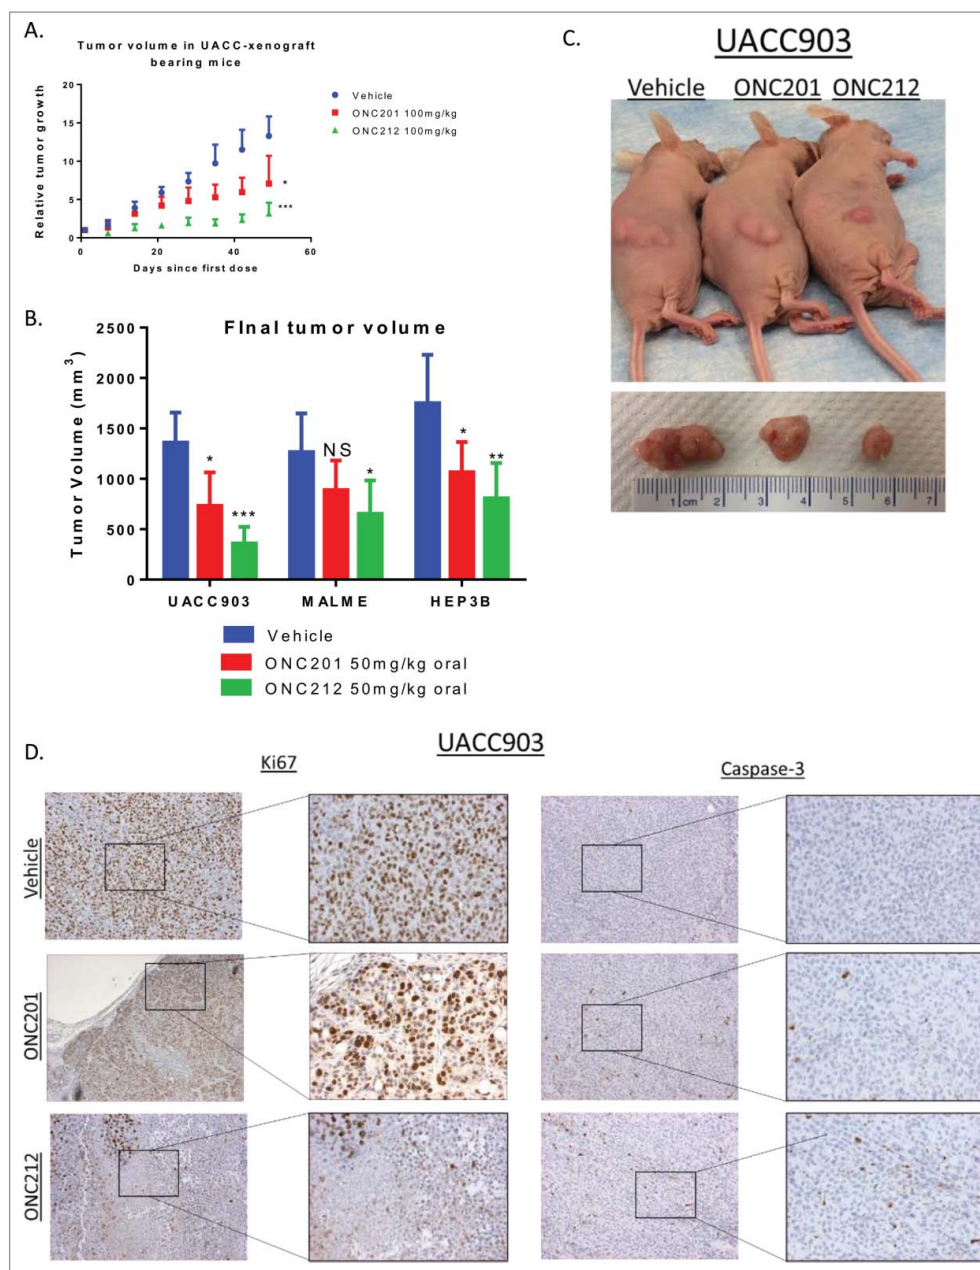 A.
Tumor volume in UACC-xenograft
bearing mice
Relative tumor growth
15
10
5
0
0
20
40
60
Days since first dose
Vehicle
ONC201 100mg/kg
ONC212 100mg/kg
*
***
B.
FInal tumor volume
Tumor Volume (mm3)
2500
2000
1500
1000
500
0
*
***
NS
*
*
**
UACC903
MALME
HEP3B
Vehicle
ONC201 50mg/kg oral
ONC212 50mg/kg oral
C.
UACC903
Vehicle ONC201 ONC212
1 cm 2 3 4 5 6 7
D.
UACC903
Ki67
Caspase-3
Vehicle
ONC201
ONC212